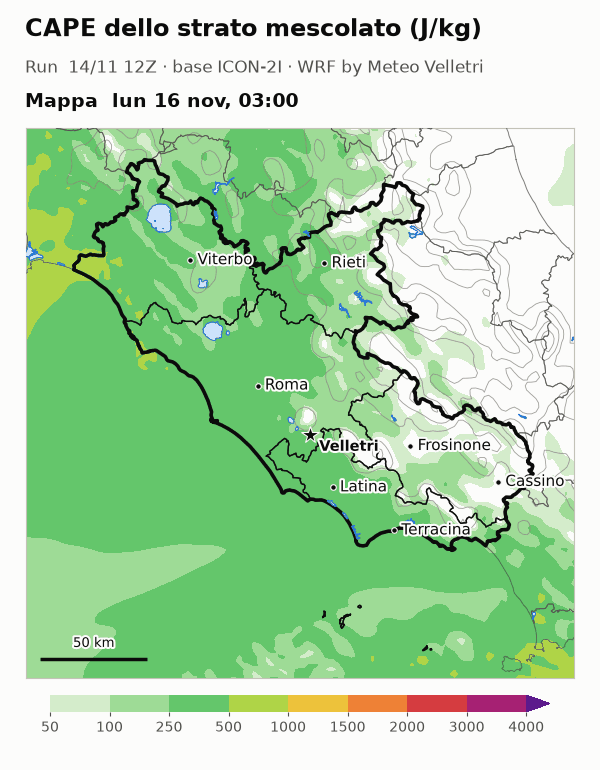 CAPE dello strato mescolato (J/kg)
Run 14/11 12Z · base ICON-2I · WRF by Meteo Velletri
Mappa lun 16 nov, 03:00
Viterbo
Rieti
Roma
Velletri
Frosinone
Latina
Cassino
Terracina
50 km
50 100 250 500 1000 1500 2000 3000 4000